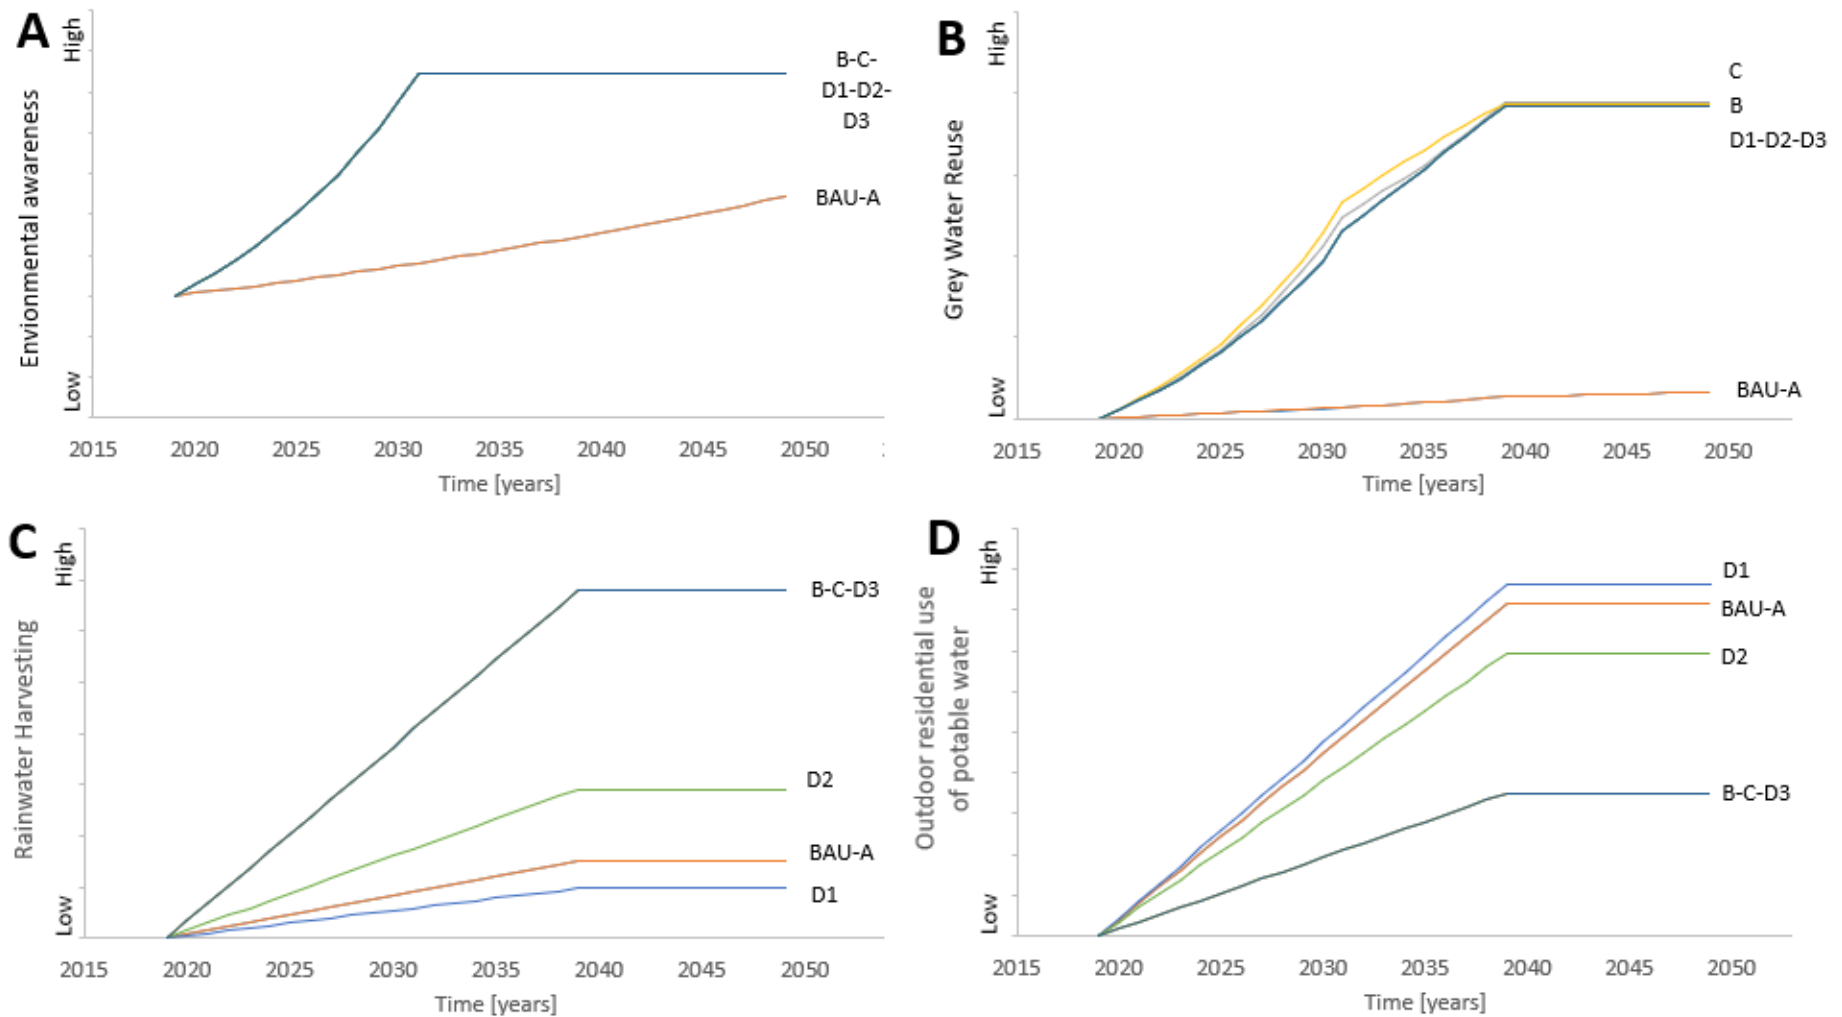 A
High
Envionmental awareness
Low
B-C-
D1-D2-
D3
BAU-A
2015 2020 2025 2030 2035 2040 2045 2050
Time [years]
B
High
Grey Water Reuse
Low
C
B
D1-D2-D3
BAU-A
2015 2020 2025 2030 2035 2040 2045 2050
Time [years]
C
High
Rainwater Harvesting
Low
B-C-D3
D2
BAU-A
D1
2015 2020 2025 2030 2035 2040 2045 2050
Time [years]
D
High
Outdoor residential use
of potable water
Low
D1
BAU-A
D2
B-C-D3
2015 2020 2025 2030 2035 2040 2045 2050
Time [years]